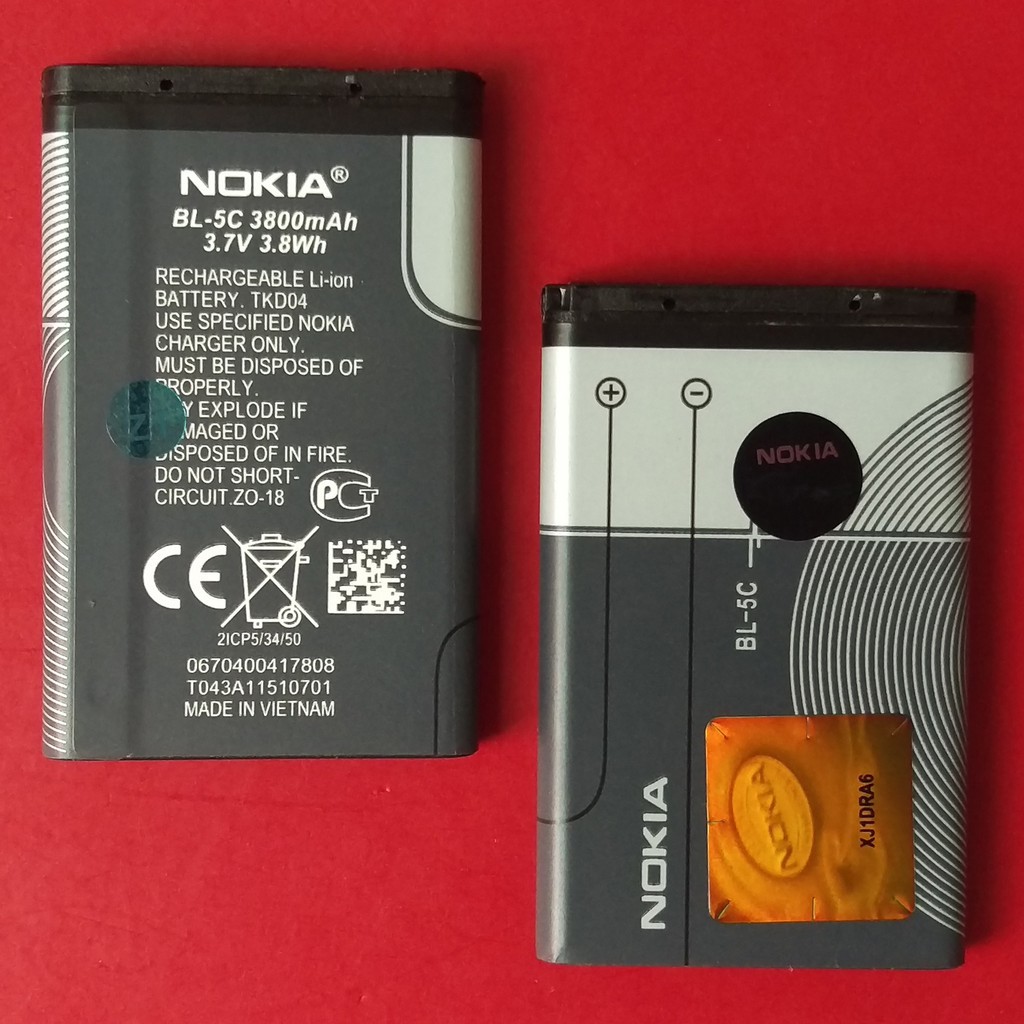 NOKIA®
BL-5C 3800mAh
3.7V 3.8Wh
RECHARGEABLE Li-ion
BATTERY. TKD04
USE SPECIFIED NOKIA
CHARGER ONLY.
MUST BE DISPOSED OF
PROPERLY.
Y EXPLODE IF
MAGED OR
DISPOSED OF IN FIRE.
DO NOT SHORT-
CIRCUIT.ZO-18
PCT
CE
2ICP5/34/50
0670400417808
T043A11510701
MADE IN VIETNAM
+ -
NOKIA
BL-5C
NOKIA
NOKIA
XJ1DRA6